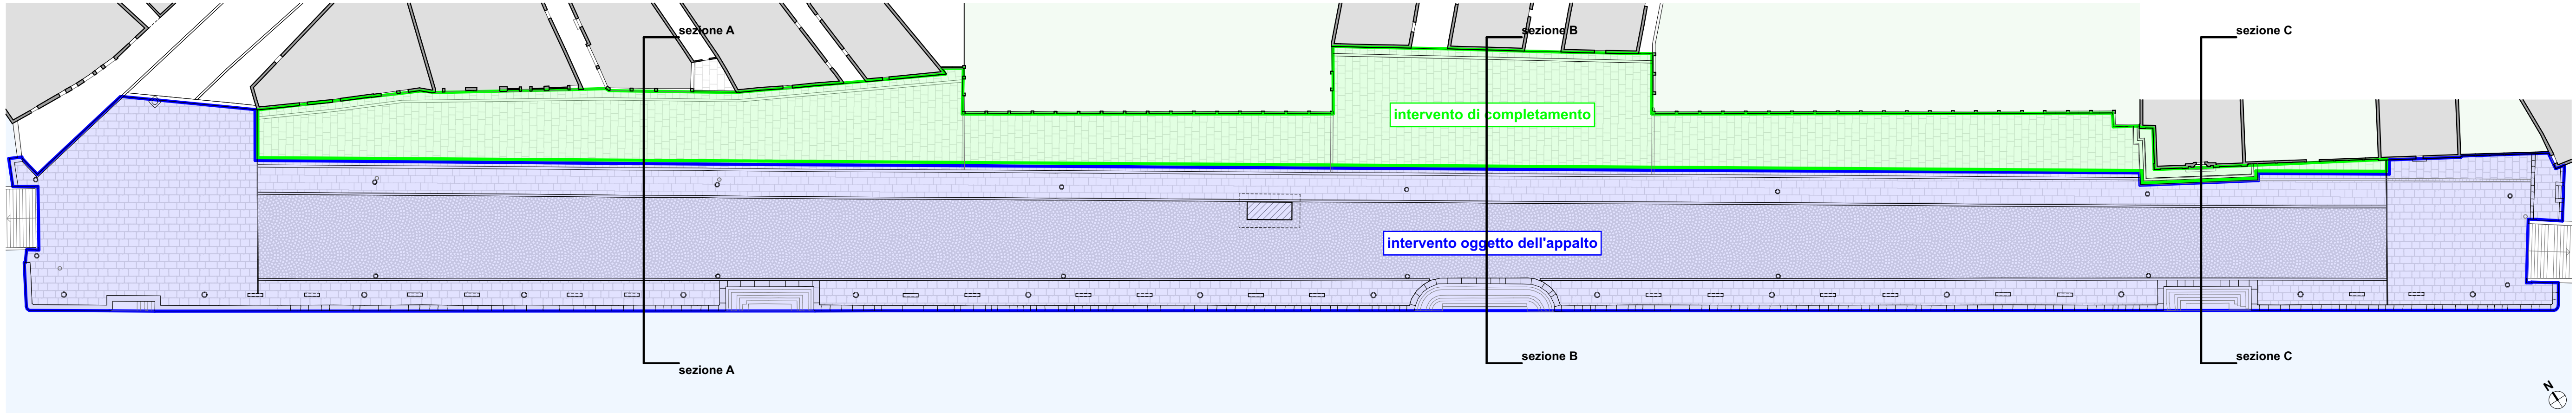 sezione A
sezione B
sezione C
intervento di completamento
intervento oggetto dell'appalto
sezione A
sezione B
sezione C
N